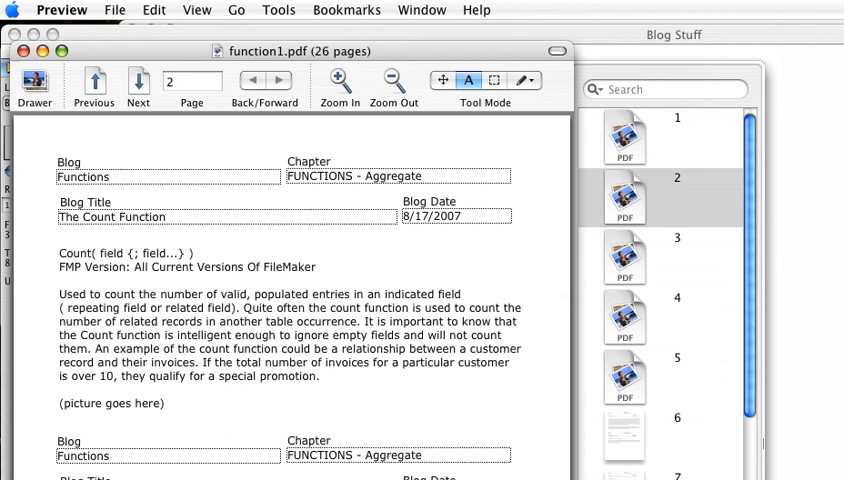 Preview File Edit View Go Tools Bookmarks Window Help
Blog Stuff
function1.pdf (26 pages)
2
Drawer Previous Next Page Back/Forward Zoom In Zoom Out A Tool Mode
Search
Blog Chapter
Functions FUNCTIONS - Aggregate
Blog Title Blog Date
The Count Function 8/17/2007
Count( field {; field...} )
FMP Version: All Current Versions Of FileMaker
Used to count the number of valid, populated entries in an indicated field
( repeating field or related field). Quite often the count function is used to count the
number of related records in another table occurrence. It is important to know that
the Count function is intelligent enough to ignore empty fields and will not count
them. An example of the count function could be a relationship between a customer
record and their invoices. If the total number of invoices for a particular customer
is over 10, they qualify for a special promotion.
(picture goes here)
Blog Chapter
Functions FUNCTIONS - Aggregate
Blog Title Blog Date
1
PDF
2
PDF
3
PDF
4
PDF
5
PDF
6
7